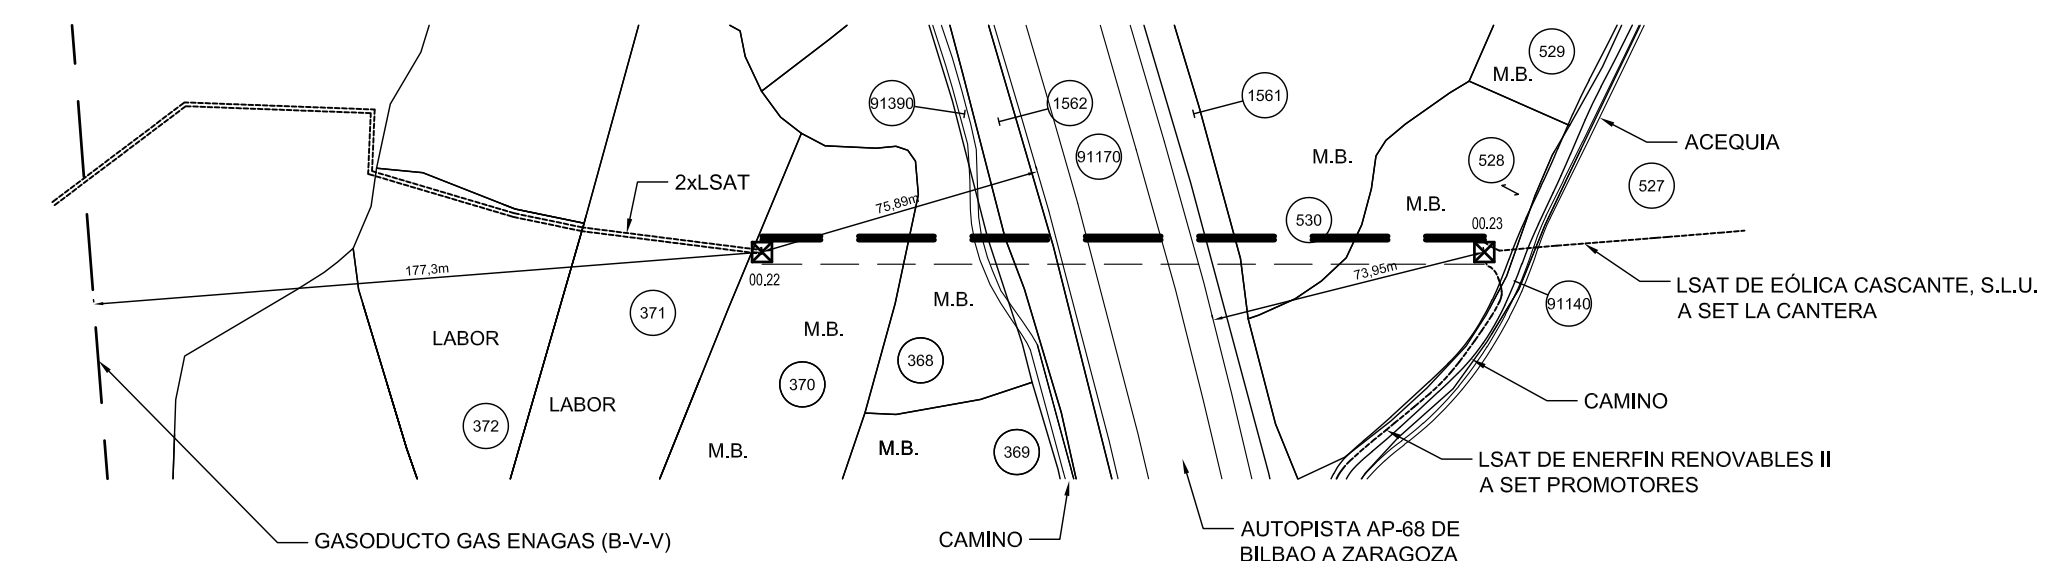 529
M.B.
91390
1562
1561
ACEQUIA
91170
M.B.
528
527
2xLSAT
75,89m
M.B.
530
00.23
177,3m
00.22
73,95m
LSAT DE EÓLICA CASCANTE, S.L.U.
A SET LA CANTERA
M.B.
91140
371
M.B.
LABOR
368
370
LABOR
CAMINO
372
M.B.
M.B.
369
LSAT DE ENERFIN RENOVABLES II
A SET PROMOTORES
GASODUCTO GAS ENAGAS (B-V-V)
CAMINO
AUTOPISTA AP-68 DE
BILBAO A ZARAGOZA